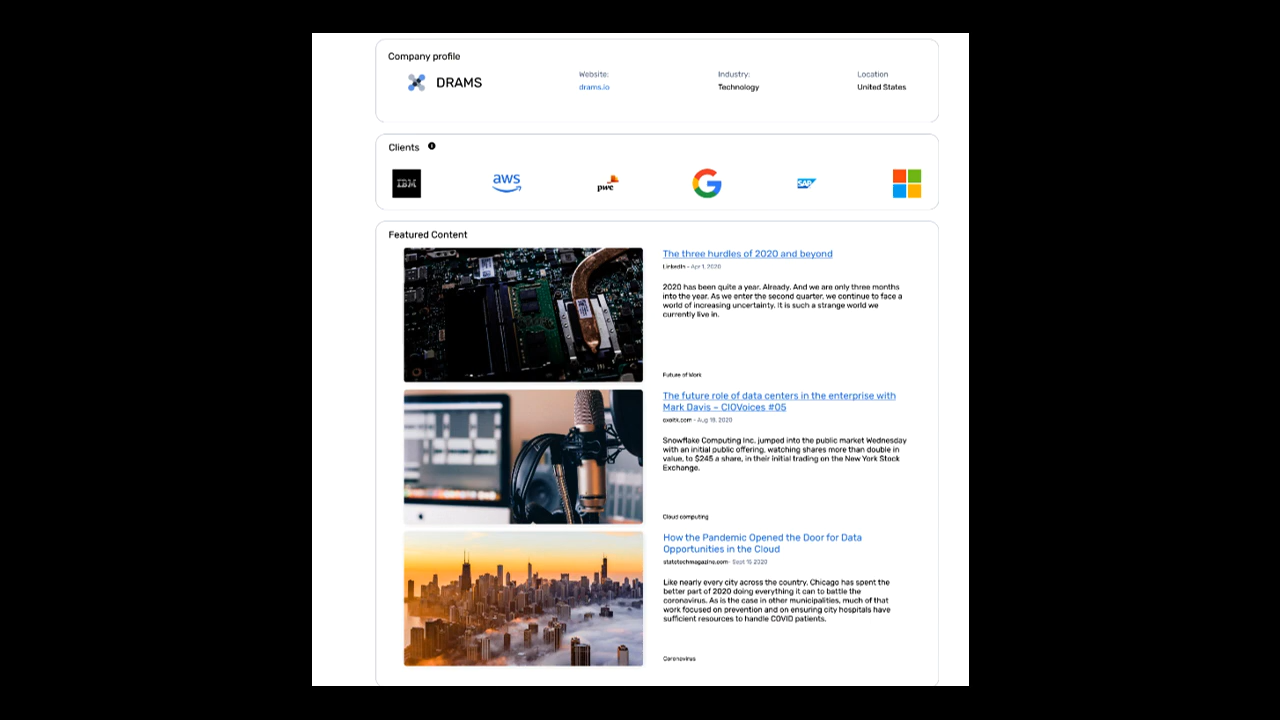 Company profile
DRAMS
Website:
drams.io
Industry:
Technology
Location
United States
Clients
IBM
aws
pwc
G
SAP
Featured Content
The three hurdles of 2020 and beyond
LinkedIn - Apr 1, 2020
2020 has been quite a year. Already. And we are only three months
into the year. As we enter the second quarter, we continue to face a
world of increasing uncertainty. It is such a strange world we
currently live in.
Future of Work
The future role of data centers in the enterprise with
Mark Davis – CIOVoices #05
- Aug 18, 2020
Snowflake Computing Inc. jumped into the public market Wednesday
with an initial public offering, watching shares more than double in
value, to $245 a share, in their initial trading on the New York Stock
Exchange.
Cloud computing
How the Pandemic Opened the Door for Data
Opportunities in the Cloud
statetechmagazine.com- Sept 15 2020
Like nearly every city across the country, Chicago has spent the
better part of 2020 doing everything it can to battle the
coronavirus. As is the case in other municipalities, much of that
work focused on prevention and on ensuring city hospitals have
sufficient resources to handle COVID patients.
Coronavirus